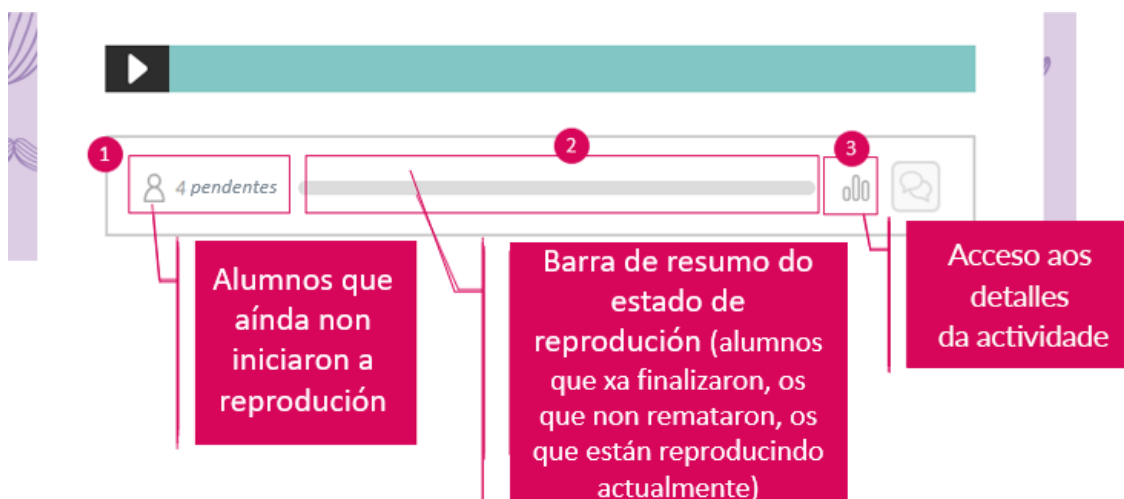 1
2
3
4 pendentes
Alumnos que
aínda non
iniciaron a
reprodución
Barra de resumo do
estado de
reprodución (alumnos
que xa finalizaron, os
que non remataron, os
que están reproducindo
actualmente)
Acceso aos
detalles
da actividade